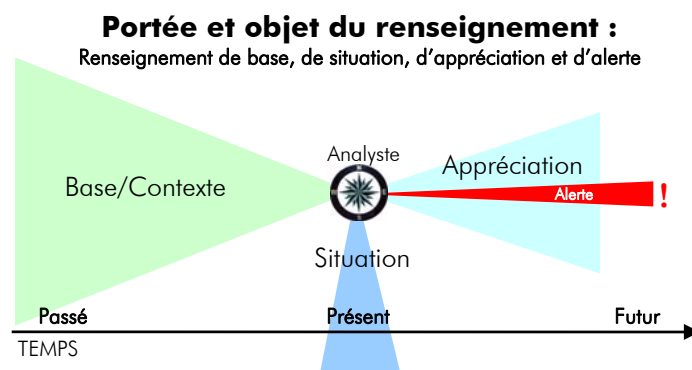 Portée et objet du renseignement :
Renseignement de base, de situation, d’appréciation et d’alerte
Analyste
Appréciation
Base/Contexte
Alerte
!
Situation
Passé
Présent
Futur
TEMPS